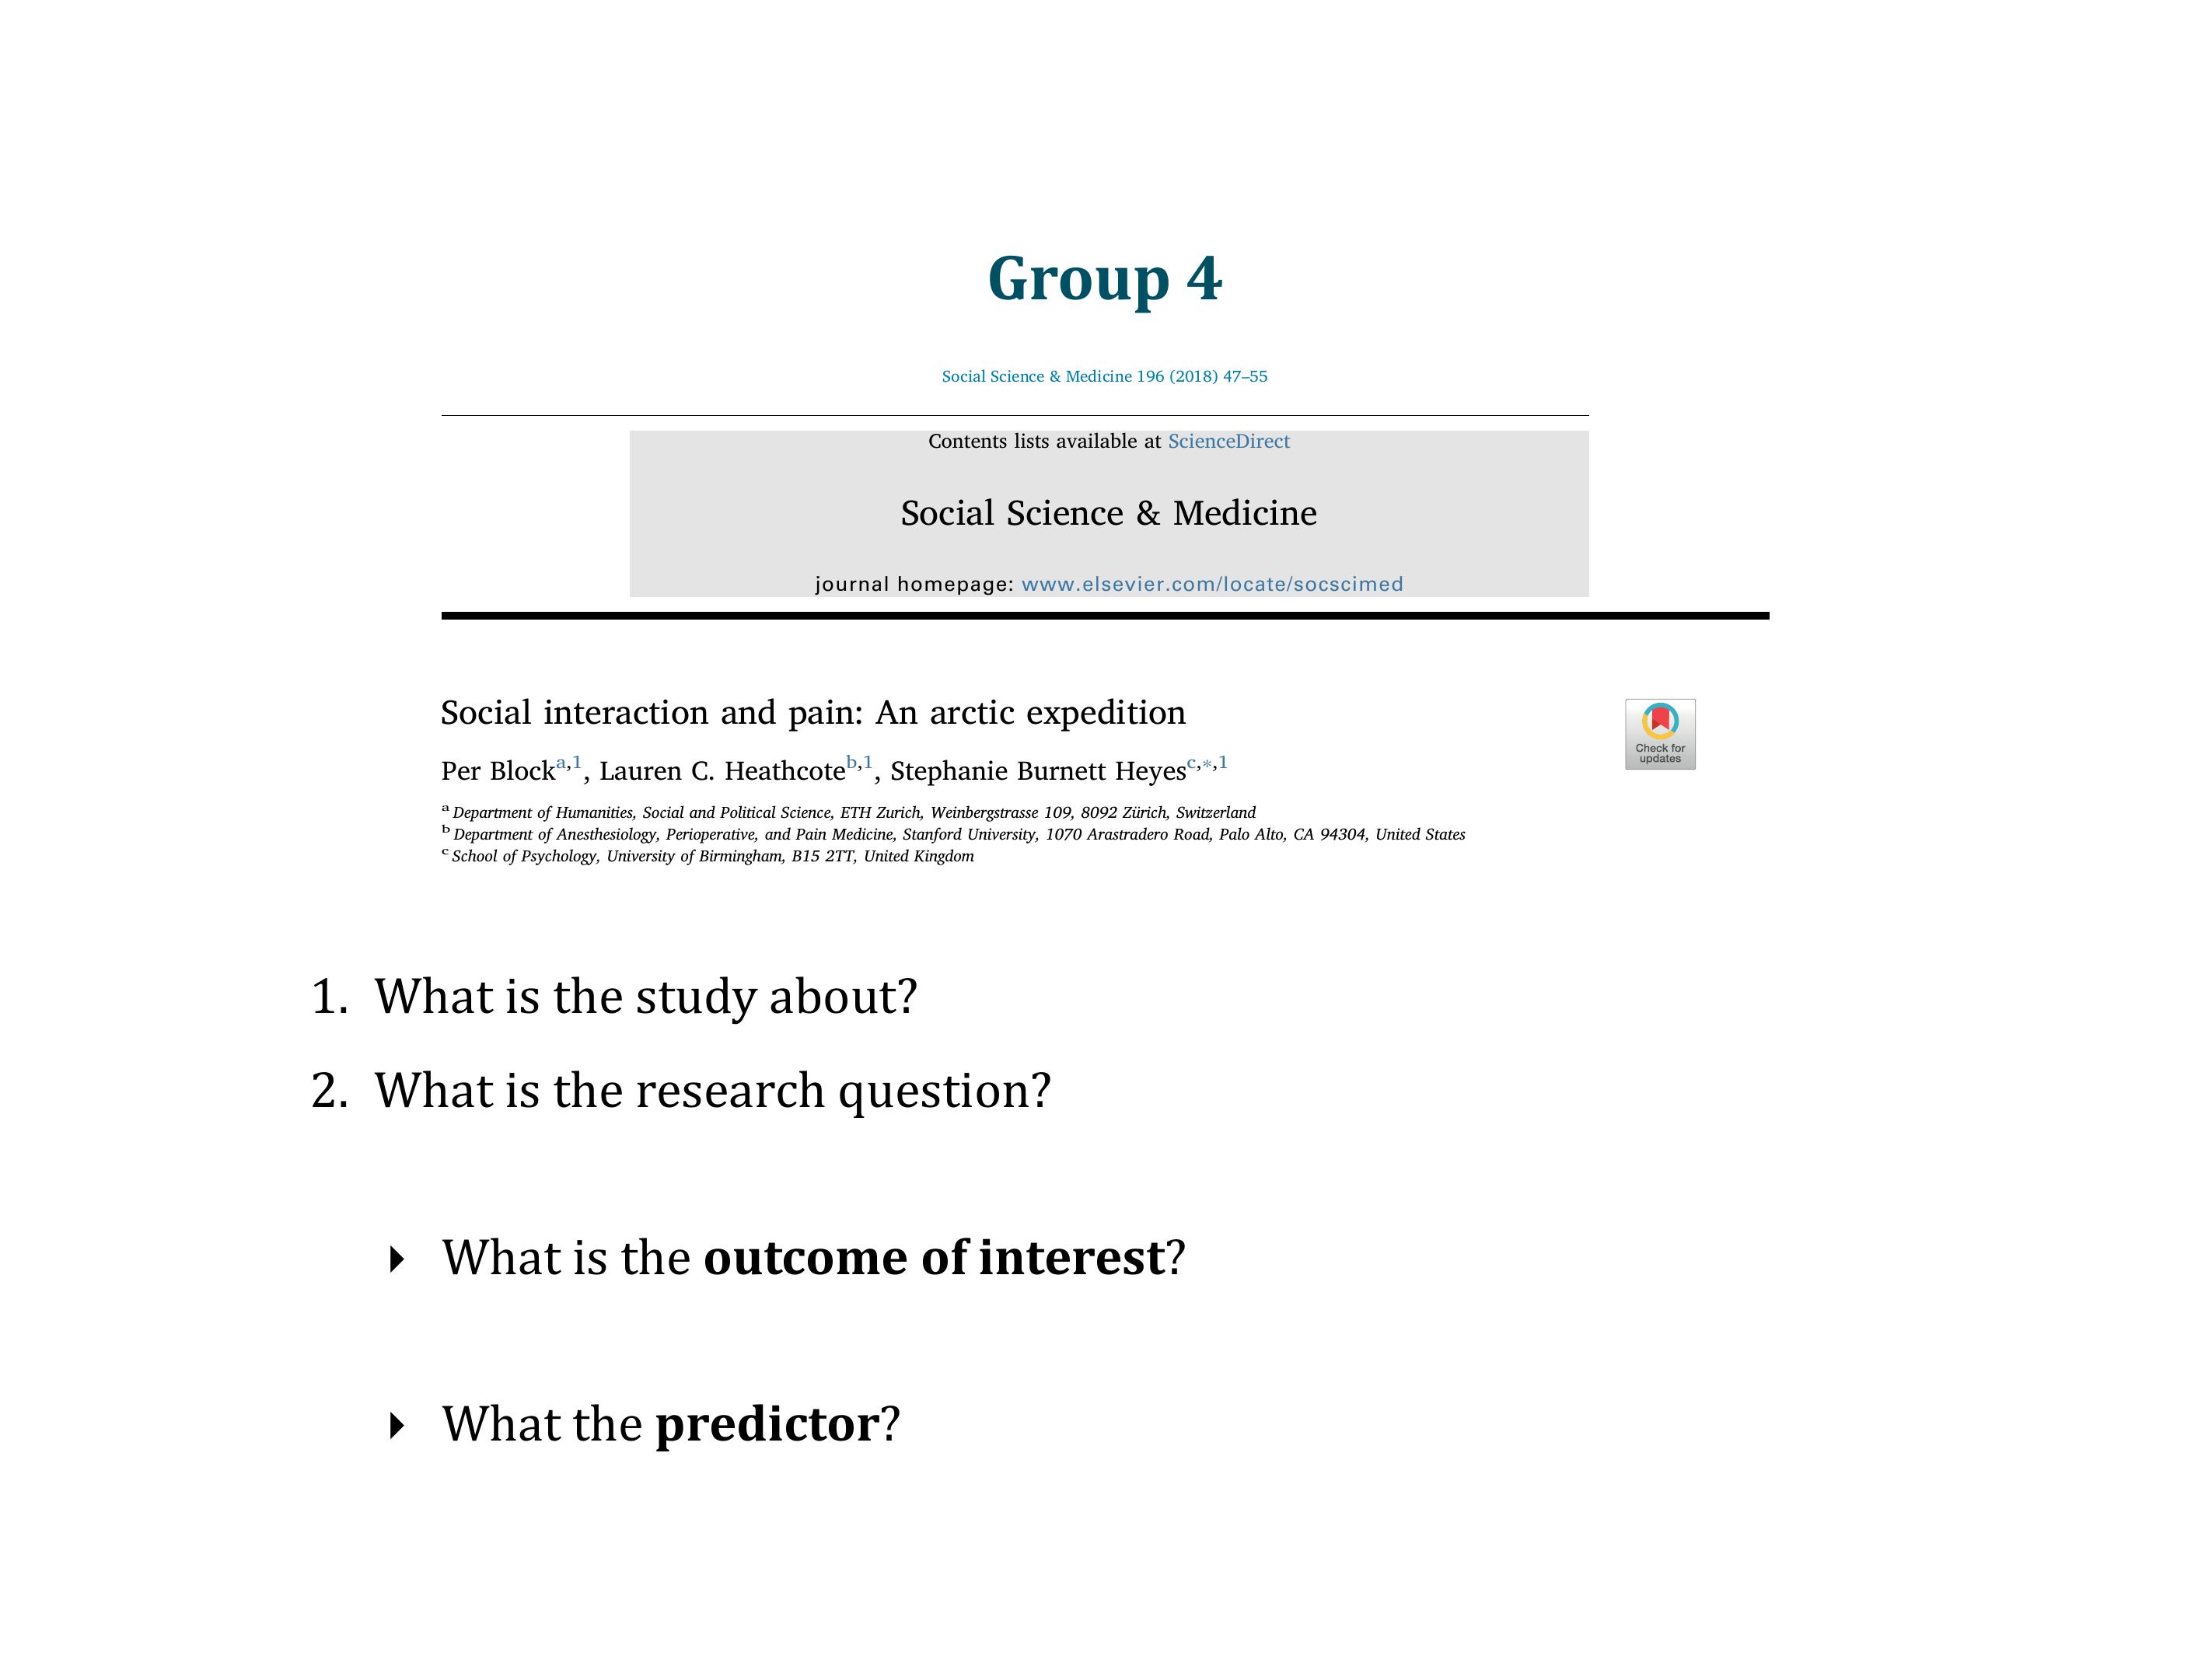 Group 4
Social Science & Medicine 196 (2018) 47–55
Contents lists available at ScienceDirect
Social Science & Medicine
journal homepage: www.elsevier.com/locate/socscimed
Social interaction and pain: An arctic expedition
Check for
updates
Per Block a,1, Lauren C. Heathcote b,1, Stephanie Burnett Heyes c,*,1
a Department of Humanities, Social and Political Science, ETH Zurich, Weinbergstrasse 109, 8092 Zürich, Switzerland
b Department of Anesthesiology, Perioperative, and Pain Medicine, Stanford University, 1070 Arastradero Road, Palo Alto, CA 94304, United States
c School of Psychology, University of Birmingham, B15 2TT, United Kingdom
1. What is the study about?
2. What is the research question?
‣ What is the outcome of interest?
‣ What the predictor?